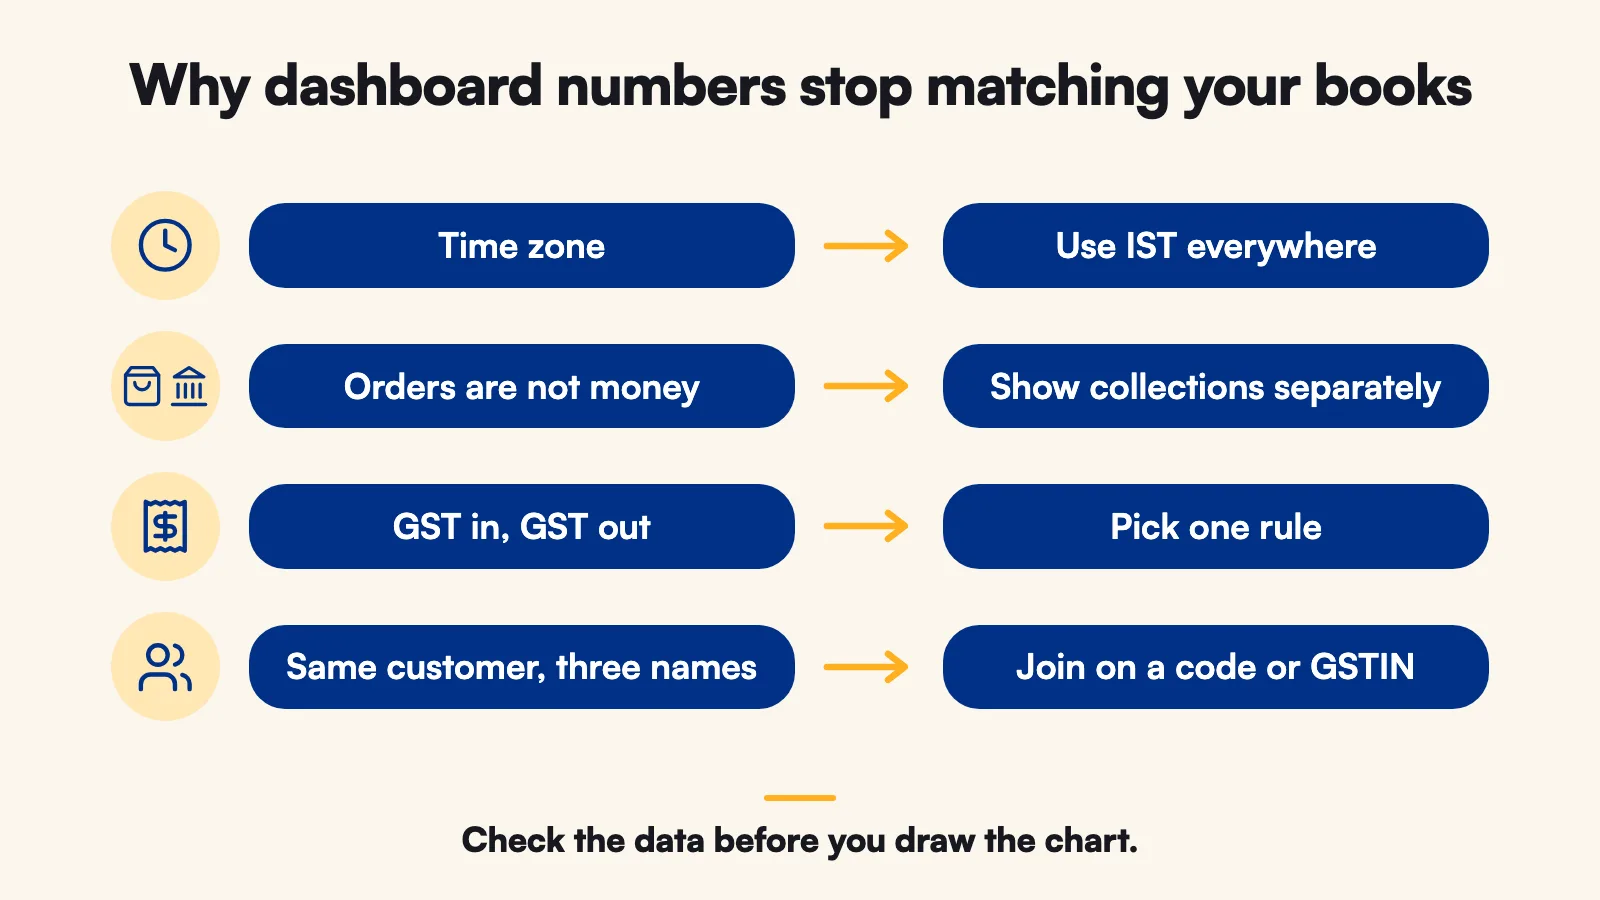 Why dashboard numbers stop matching your books
Time zone
Use IST everywhere
Orders are not money
Show collections separately
$
GST in, GST out
Pick one rule
Same customer, three names
Join on a code or GSTIN
Check the data before you draw the chart.